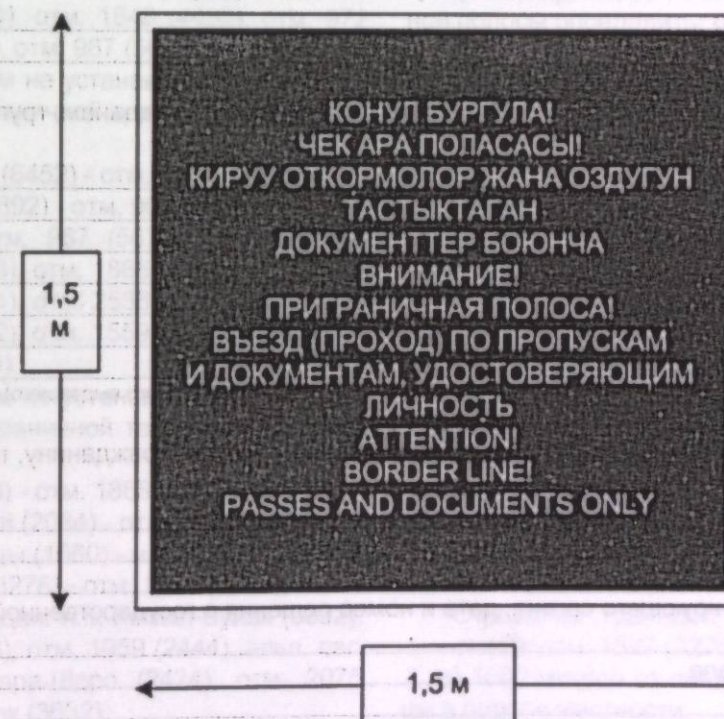 КОНУЛ БУРГУЛА!
ЧЕК АРА ПОЛАСАСЫ!
КИРУУ ОТКОРМОЛОР ЖАНА ОЗДУГУН
ТАСТЫКТАГАН
ДОКУМЕНТТЕР БОЮНЧА
ВНИМАНИЕ!
ПРИГРАНИЧНАЯ ПОЛОСА!
ВЪЕЗД (ПРОХОД) ПО ПРОПУСКАМ
И ДОКУМЕНТАМ, УДОСТОВЕРЯЮЩИМ
ЛИЧНОСТЬ
ATTENTION!
BORDER LINE!
PASSES AND DOCUMENTS ONLY
1,5
м
1,5 м